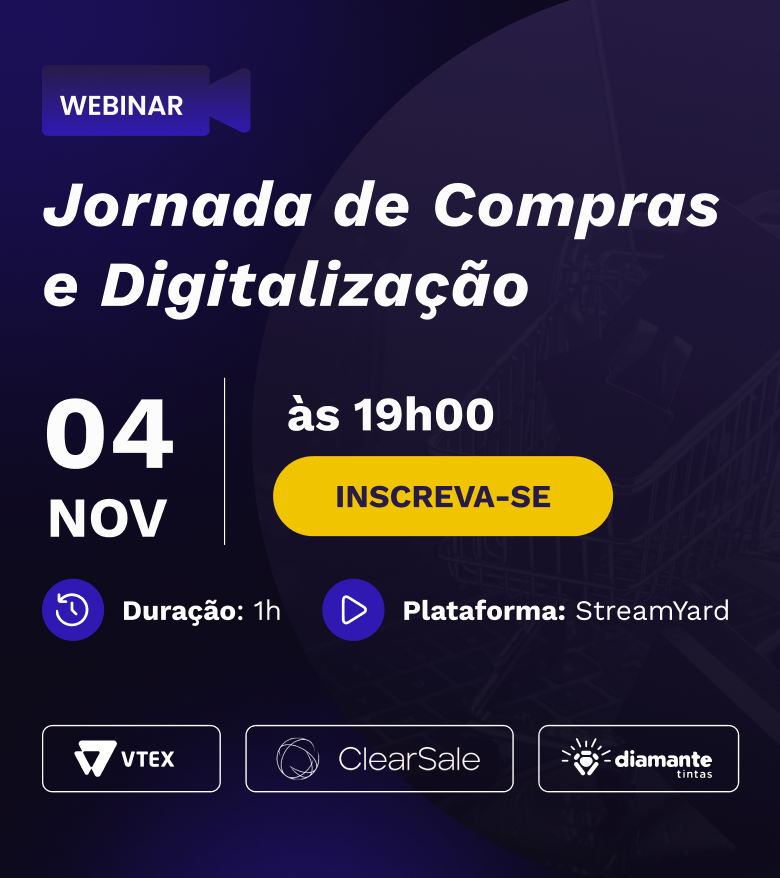 WEBINAR
Jornada de Compras
e Digitalização
04
NOV
às 19h00
INSCREVA-SE
Duração: 1h
Plataforma: StreamYard
VTEX
ClearSale
diamante
tintas